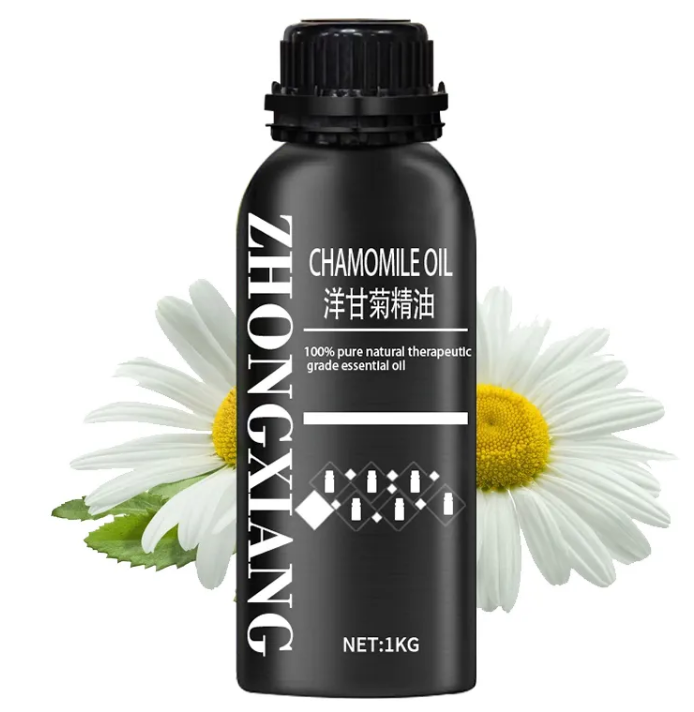 ZHONGXIANG
CHAMOMILE OIL
洋甘菊精油
100% pure natural therapeutic
grade essential oil
NET:1KG